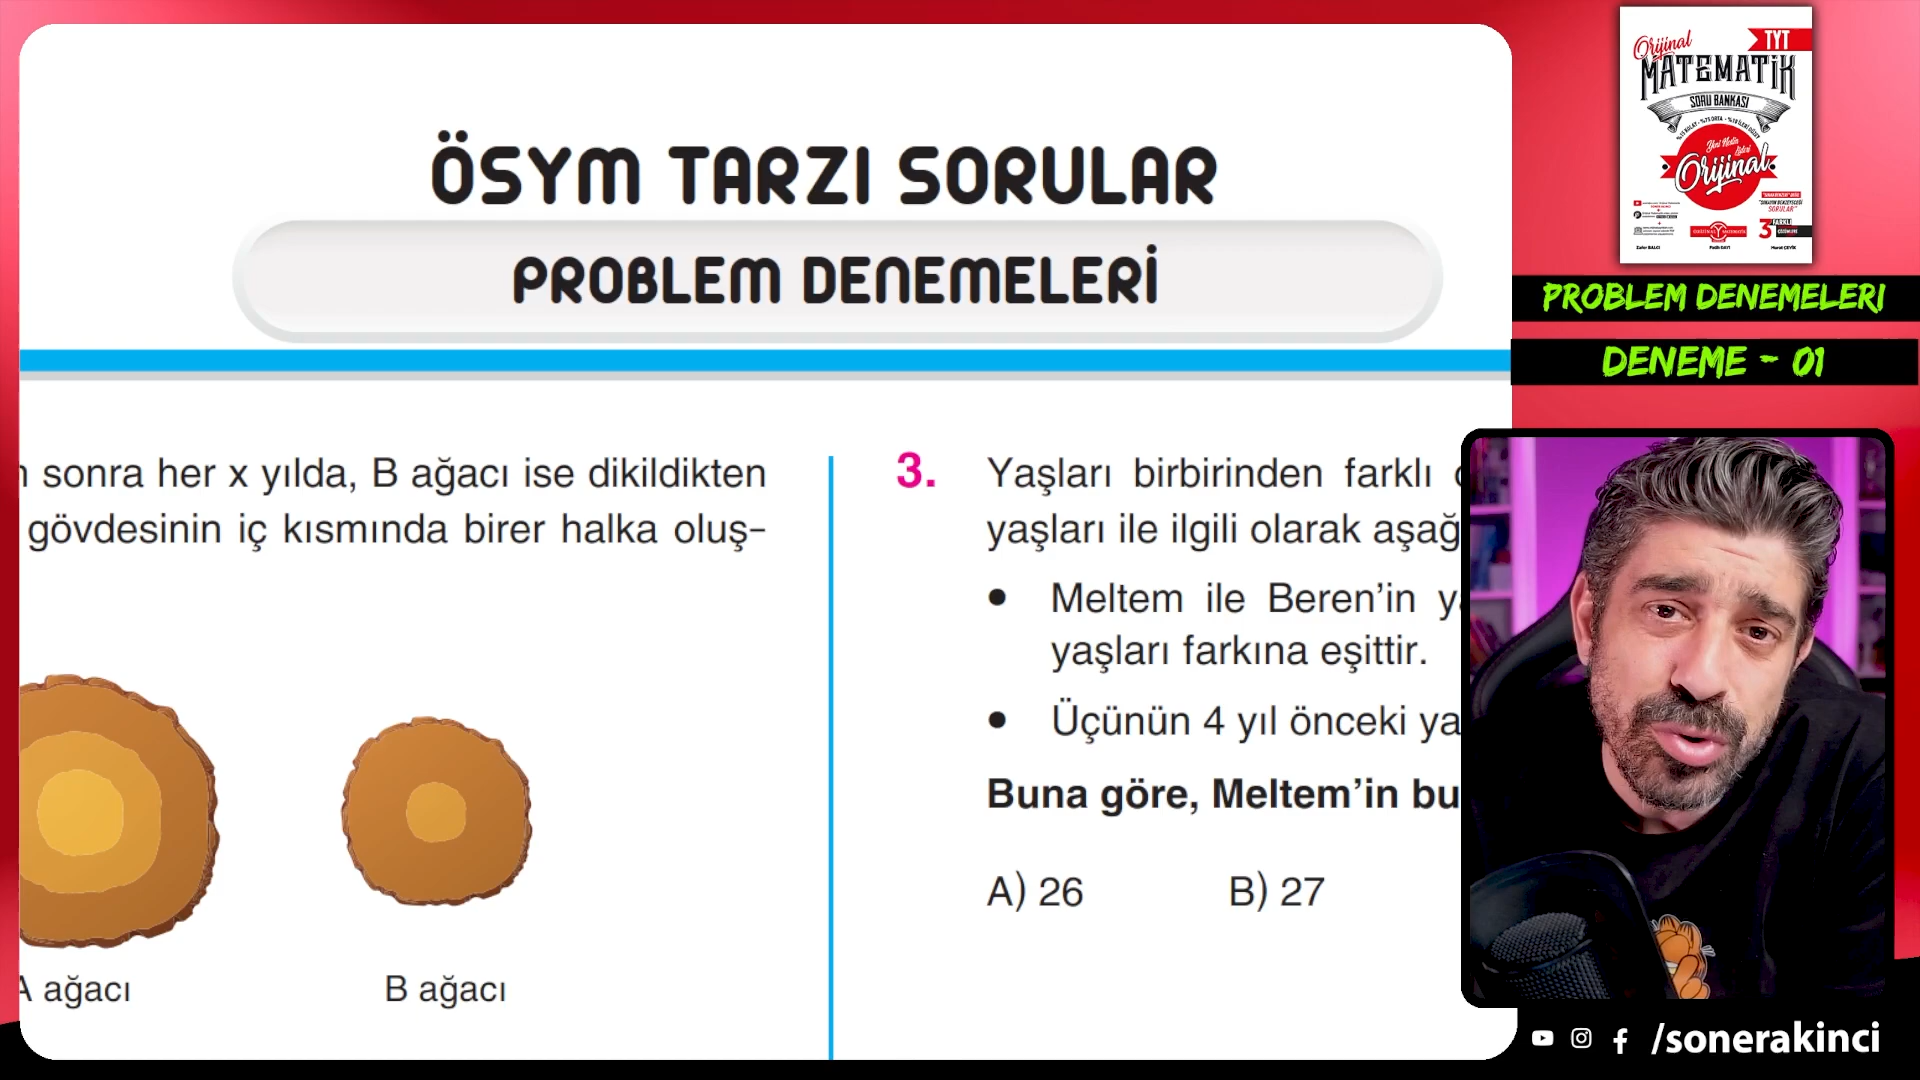 ÖSYM TARZI SORULAR
PROBLEM DENEMELERİ
sonra her x yılda, B ağacı ise dikildikten
gövdesinin iç kısmında birer halka oluş-
A ağacı
B ağacı
3. Yaşları birbirinden farklı
yaşları ile ilgili olarak aşağ
• Meltem ile Beren’in
yaşları farkına eşittir.
• Üçünün 4 yıl önceki ya
Buna göre, Meltem’in bu
A) 26 B) 27
Orijinal
TYT
MATEMATİK
SORU BANKASI
Orijinal
3 FARKLI
PROBLEM DENEMELERI
DENEME - 01
/sonerakinci